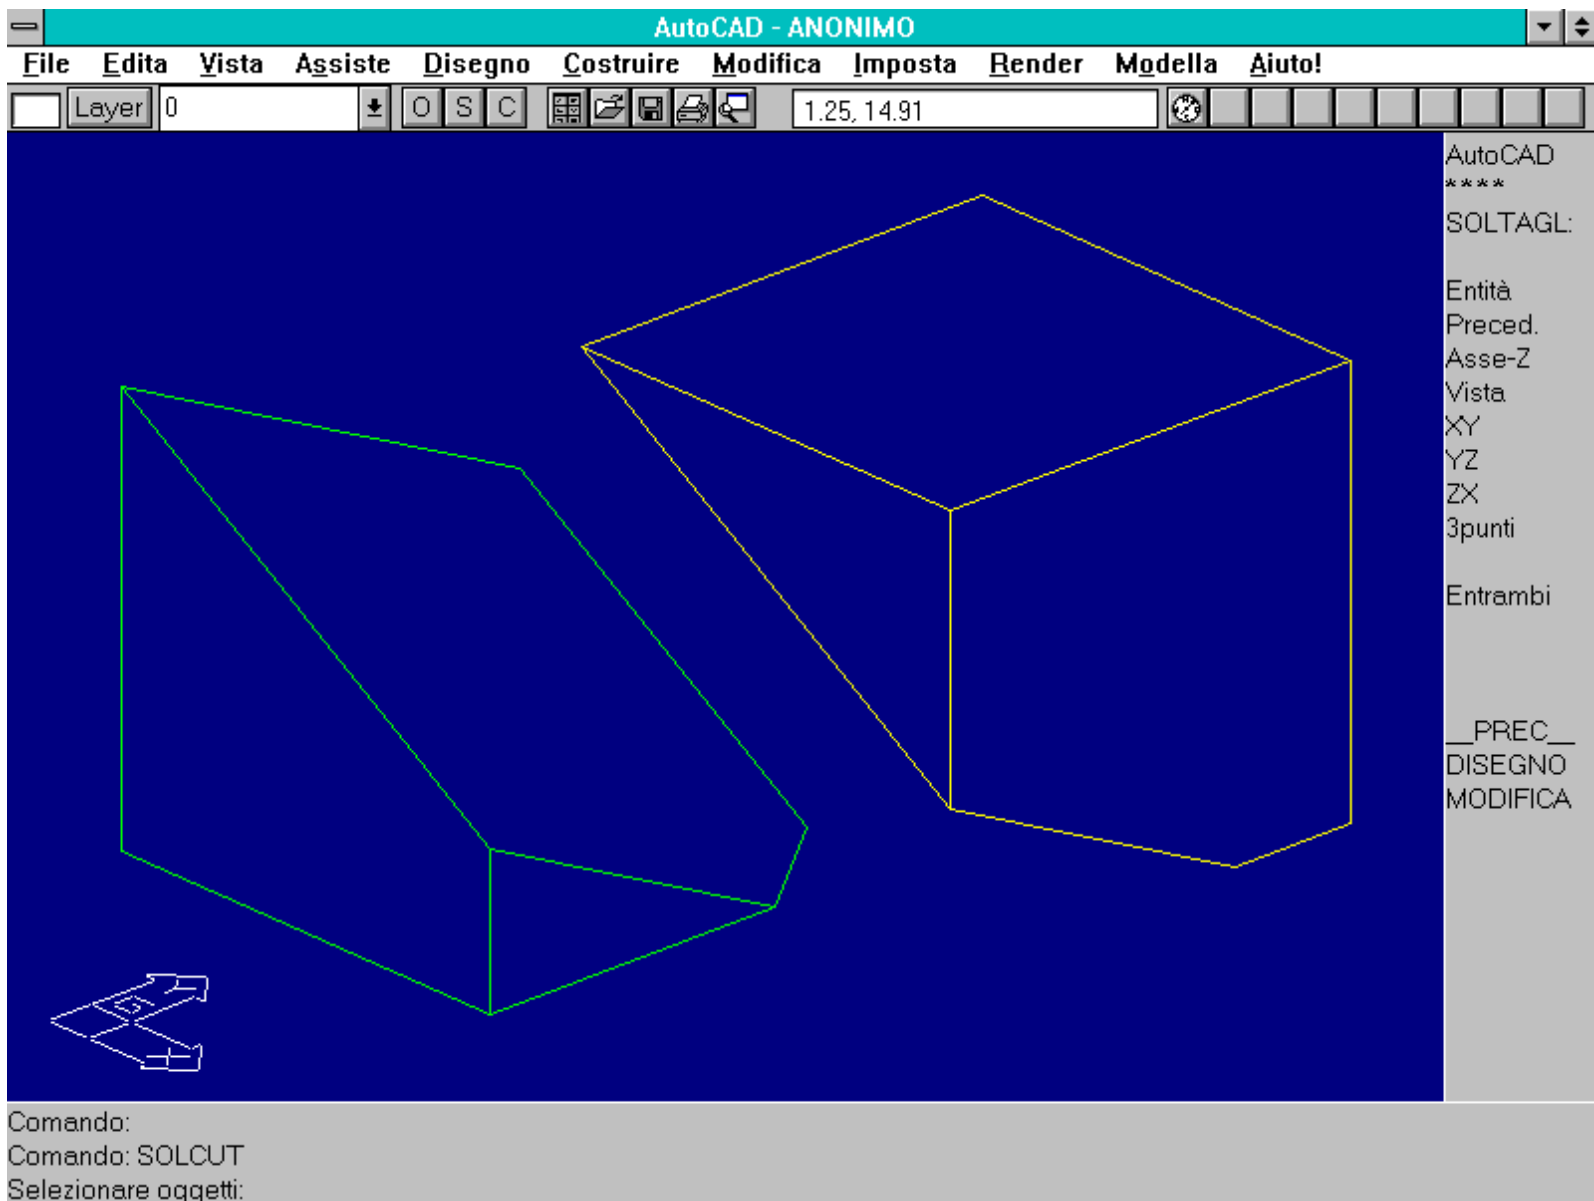 AutoCAD - ANONIMO
File Edita Vista Assiste Disegno Costruire Modifica Imposta Render Modella Aiuto!
Layer 0 O S C 1.25, 14.91
AutoCAD
****
SOLTAGL:
Entità
Preced.
Asse-Z
Vista
XY
YZ
ZX
3punti
Entrambi
__PREC__
DISEGNO
MODIFICA
Comando:
Comando: SOLCUT
Selezionare oggetti: